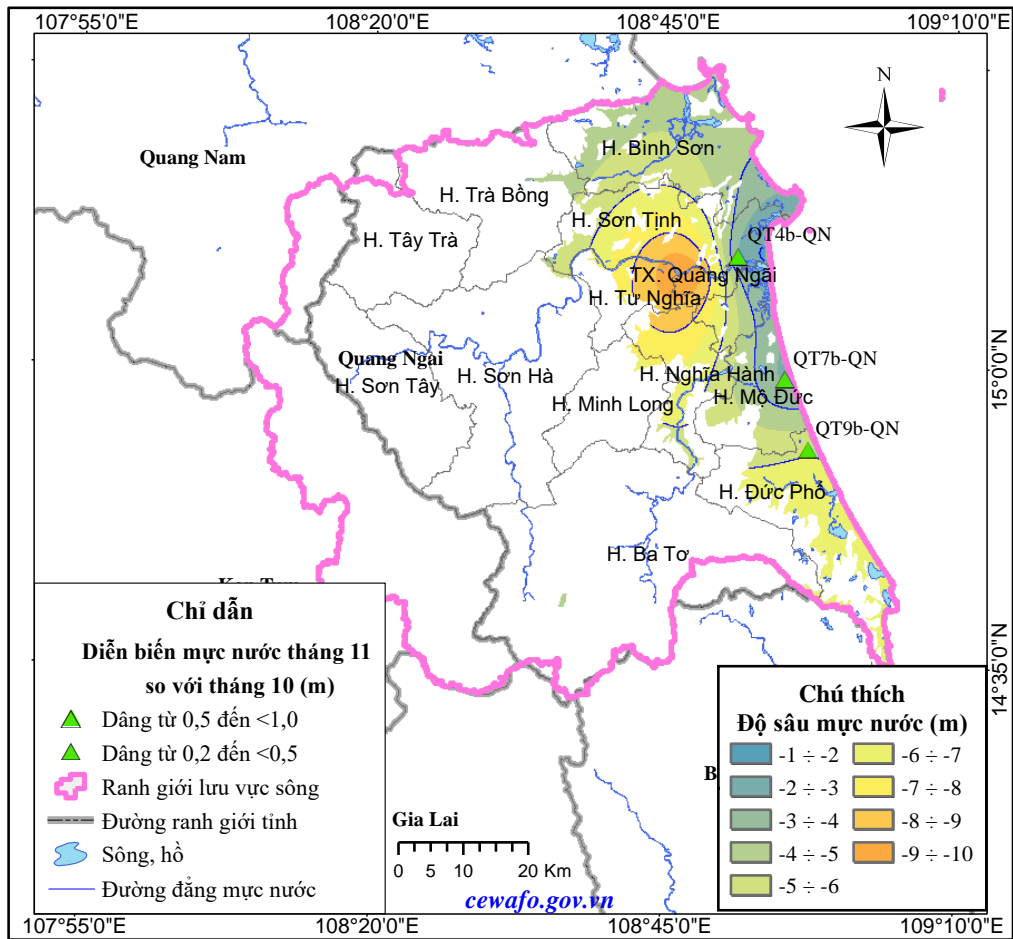 107°55'0"E
108°20'0"E
108°45'0"E
109°10'0"E
N
Quang Nam
H. Bình Sơn
H. Trà Bồng
H. Sơn Tịnh
H. Tây Trà
QT4b-QN
TX. Quảng Ngãi
H. Tư Nghĩa
Quang Ngai
H. Sơn Tây
H. Sơn Hà
QT7b-QN
H. Nghĩa Hành
H. Mộ Đức
H. Minh Long
QT9b-QN
H. Đức Phổ
H. Ba Tơ
15°0'0"E
14°35'0"E
Chỉ dẫn
Diễn biến mực nước tháng 11
so với tháng 10 (m)
Dâng từ 0,5 đến <1,0
Dâng từ 0,2 đến <0,5
Ranh giới lưu vực sông
Đường ranh giới tỉnh
Sông, hồ
Đường đẳng mực nước
Gia Lai
0 5 10 20 Km
cewafo.gov.vn
Chú thích
Độ sâu mực nước (m)
-1 ÷ -2
-2 ÷ -3
-3 ÷ -4
-4 ÷ -5
-5 ÷ -6
-6 ÷ -7
-7 ÷ -8
-8 ÷ -9
-9 ÷ -10
107°55'0"E
108°20'0"E
108°45'0"E
109°10'0"E